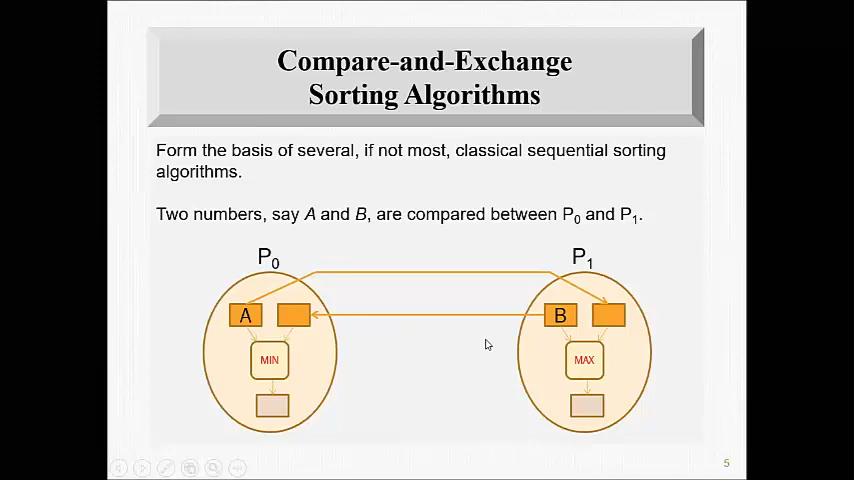 Compare-and-Exchange
Sorting Algorithms
Form the basis of several, if not most, classical sequential sorting
algorithms.
Two numbers, say A and B, are compared between P0 and P1.
P0
P1
A
B
MIN
MAX
5